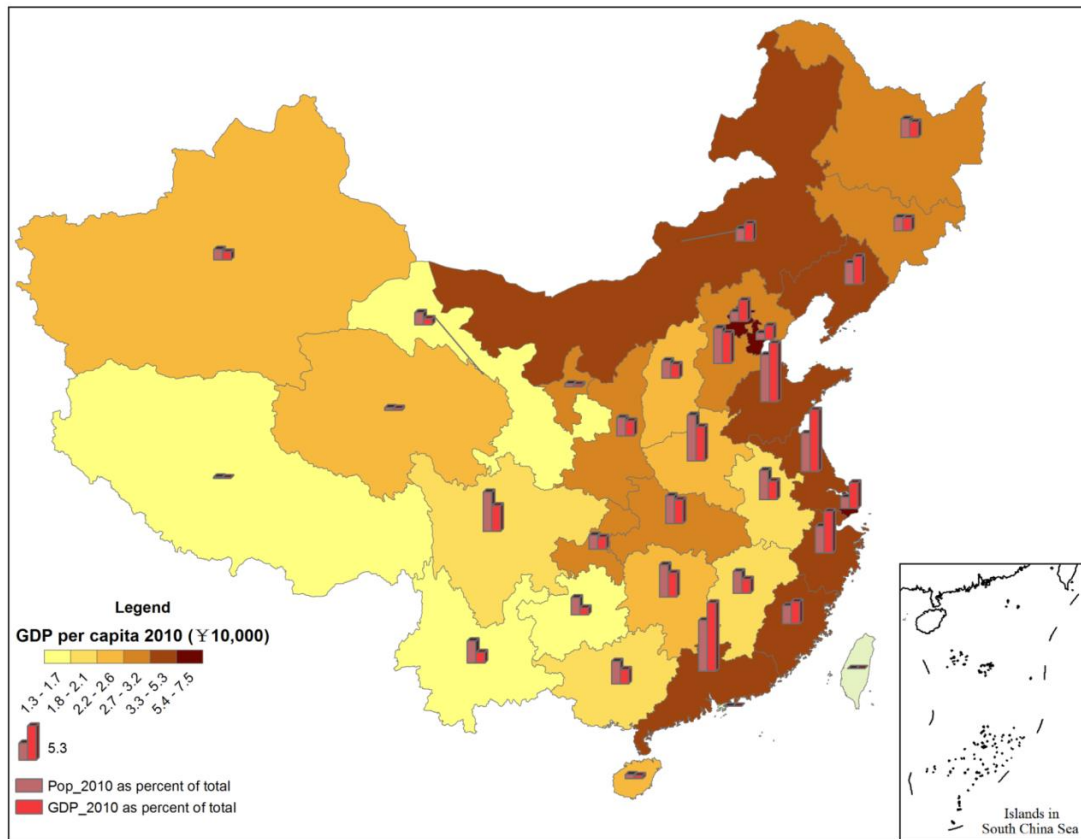 Legend
GDP per capita 2010 (￥10,000)
1.3 - 1.7
1.8 - 2.1
2.2 - 2.6
2.7 - 3.2
3.3 - 5.3
5.4 - 7.5
5.3
Pop_2010 as percent of total
GDP_2010 as percent of total
Islands in
South China Sea